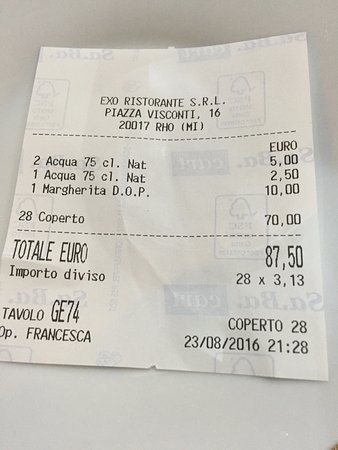 EXO RISTORANTE S.R.L.
PIAZZA VISCONTI, 16
20017 RHO (MI)
EURO
2 Acqua 75 cl. Nat 5,00
1 Acqua 75 cl. Nat 2,50
1 Margherita D.O.P. 10,00
28 Coperto 70,00
TOTALE EURO 87,50
Importo diviso 28 x 3,13
TAVOLO GE74 COPERTO 28
Op. FRANCESCA 23/08/2016 21:28